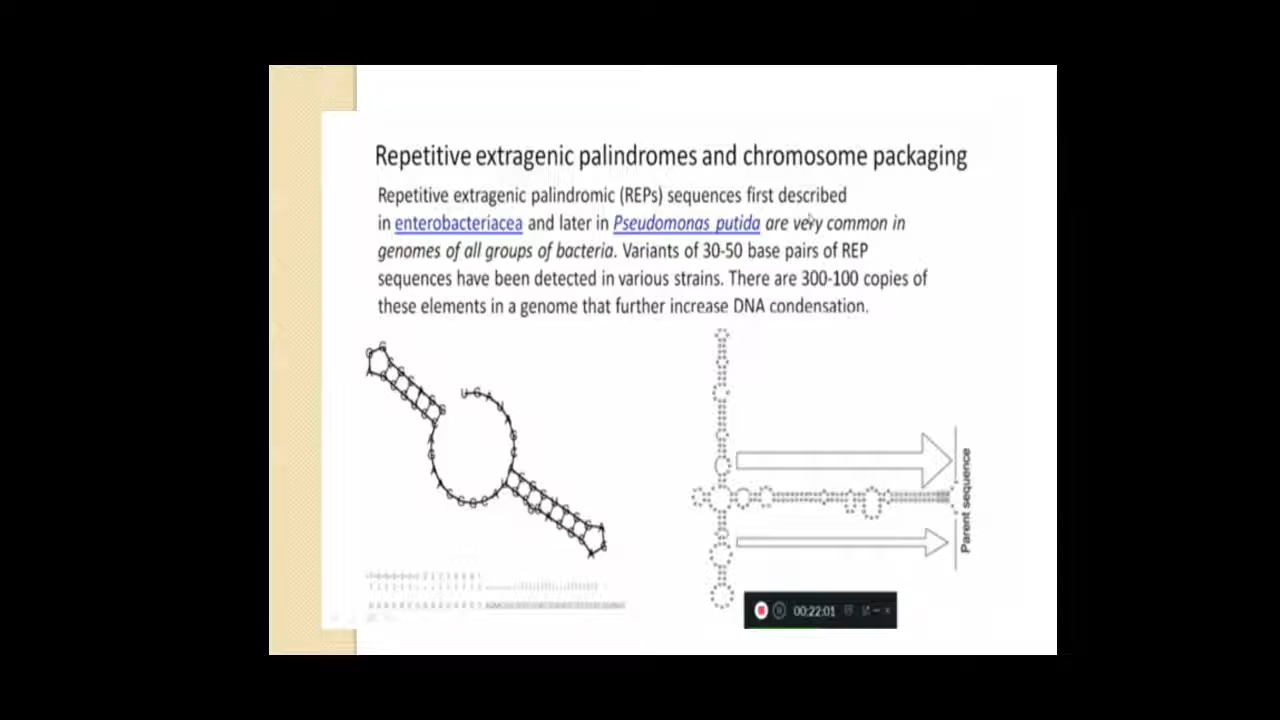 Repetitive extragenic palindromes and chromosome packaging
Repetitive extragenic palindromic (REPs) sequences first described
in enterobacteriacea and later in Pseudomonas putida are very common in
genomes of all groups of bacteria. Variants of 30-50 base pairs of REP
sequences have been detected in various strains. There are 300-100 copies of
these elements in a genome that further increase DNA condensation.
Parent sequence
00:22:01